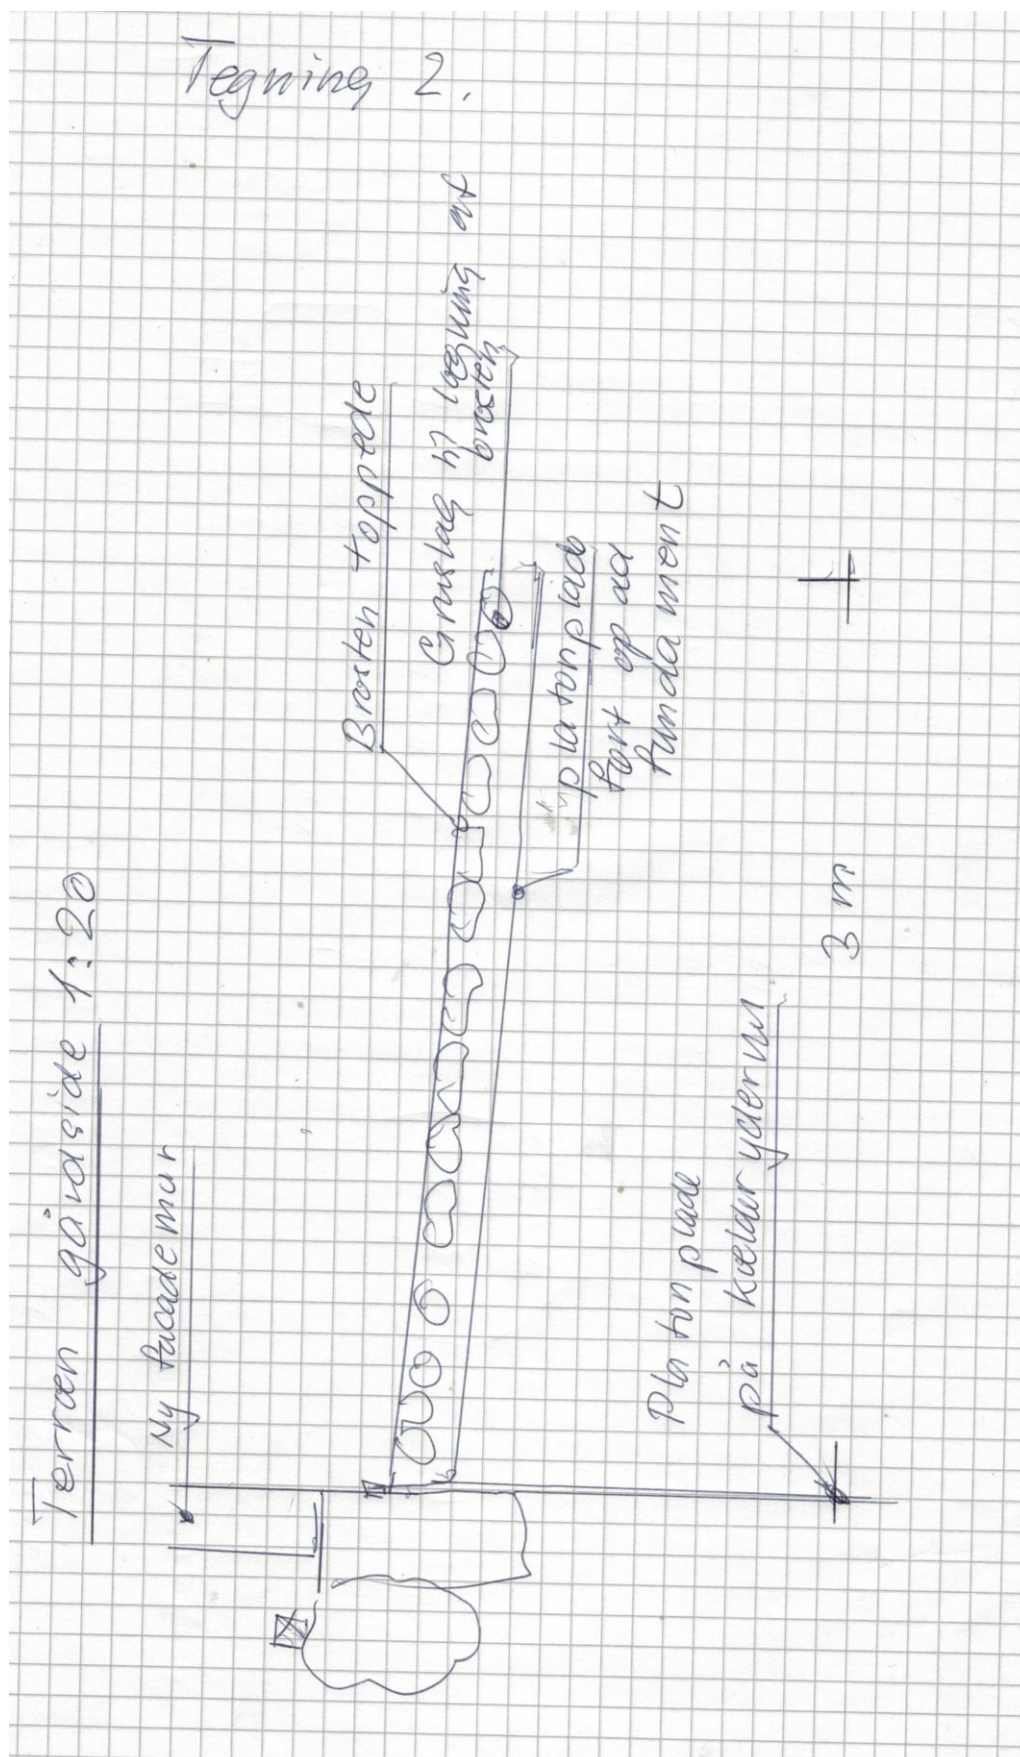 Tegning 2.
Terræn gårdside 1:20
Ny facademur
Brosten toppede
Gruslag til lægning af
brosten
platonplade
ført op ad
fundament
Platonplade
på kælderydermur
3 m